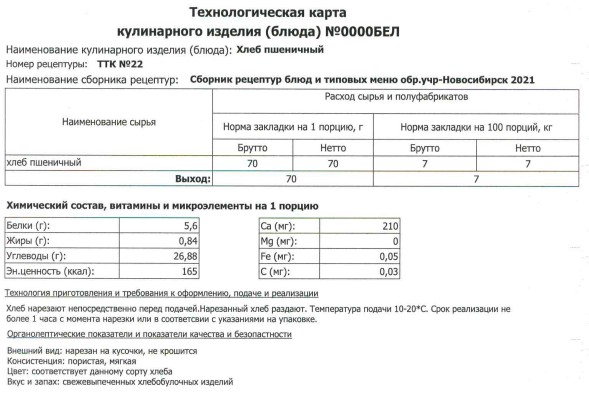 Технологическая карта
кулинарного изделия (блюда) №0000БЕЛ
Наименование кулинарного изделия (блюда): Хлеб пшеничный
Номер рецептуры: ТТК №22
Наименование сборника рецептур: Сборник рецептур блюд и типовых меню обр.учр-Новосибирск 2021
Наименование сырья
Расход сырья и полуфабрикатов
Норма закладки на 1 порцию, г
Норма закладки на 100 порций, кг
Брутто Нетто Брутто Нетто
хлеб пшеничный 70 70 7 7
Выход: 70 7
Химический состав, витамины и микроэлементы на 1 порцию
Белки (г): 5,6 Ca (мг): 210
Жиры (г): 0,84 Mg (мг): 0
Углеводы (г): 26,88 Fe (мг): 0,05
Эн.ценность (ккал): 165 C (мг): 0,03
Технология приготовления и требования к оформлению, подаче и реализации
Хлеб нарезают непосредственно перед подачей.Нарезанный хлеб раздают. Температура подачи 10-20*С. Срок реализации не
более 1 часа с момента нарезки или в соответсвии с указаниями на упаковке.
Органолептические показатели и показатели качества и безопастности
Внешний вид: нарезан на кусочки, не крошится
Консистенция: пористая, мягкая
Цвет: соответствует данному сорту хлеба
Вкус и запах: свежевыпеченных хлебобулочных изделий